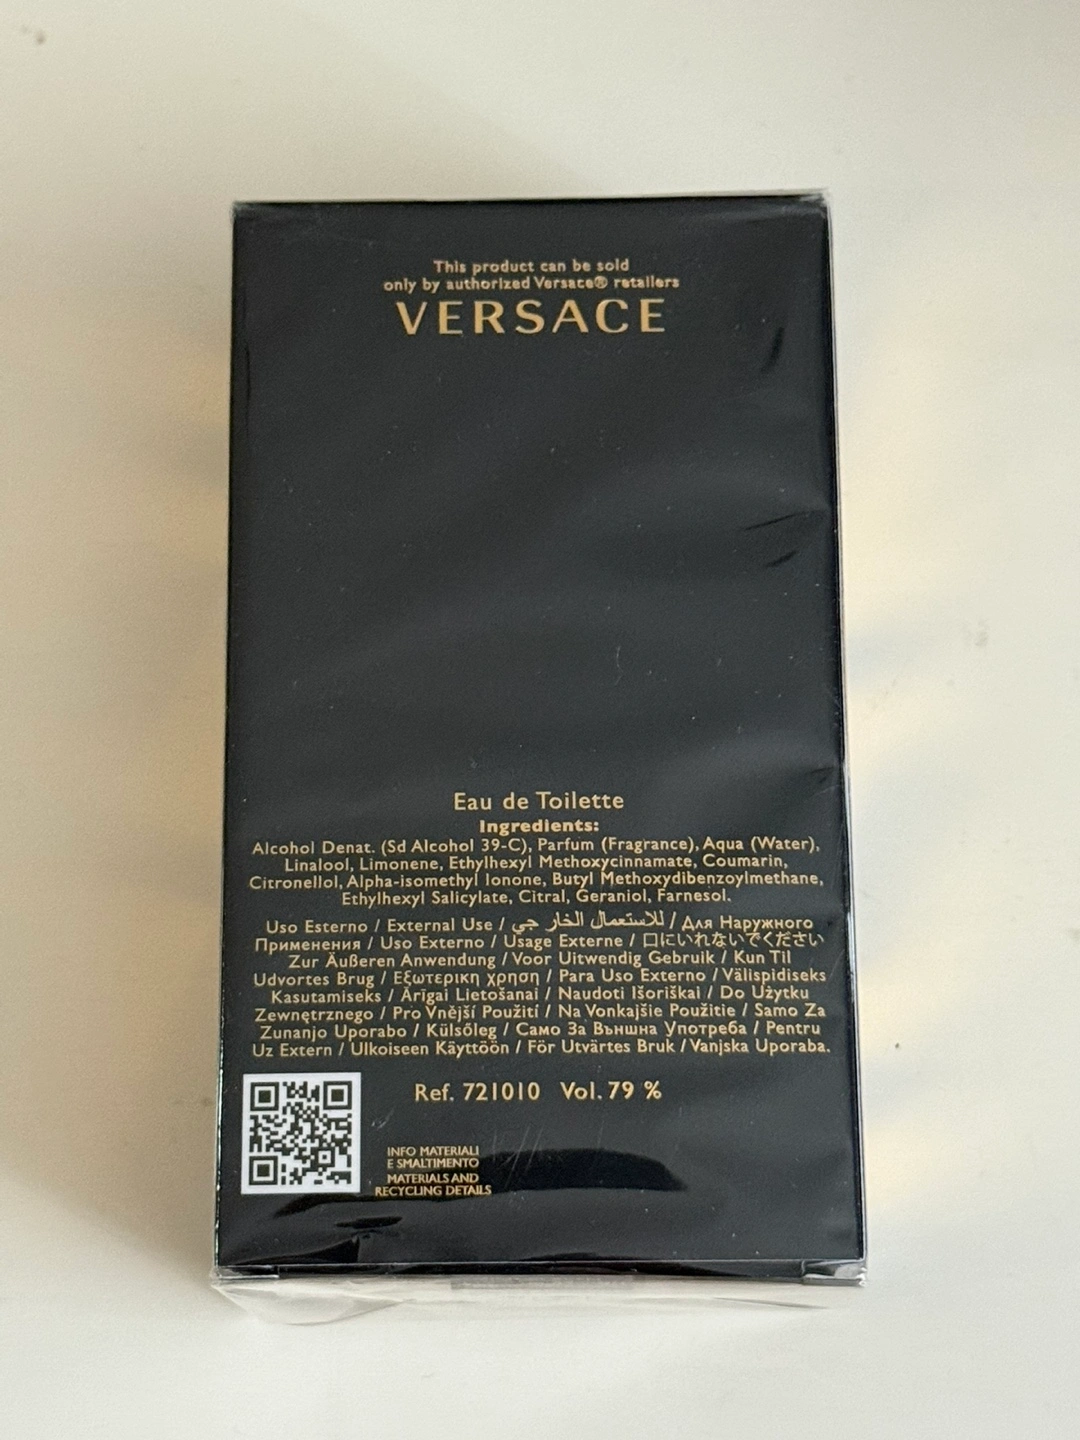 This product can be sold
only by authorized Versace® retailers
VERSACE
Eau de Toilette
Ingredients:
Alcohol Denat. (Sd Alcohol 39-C), Parfum (Fragrance), Aqua (Water),
Linalool, Limonene, Ethylhexyl Methoxycinnamate, Coumarin,
Citronellol, Alpha-isomethyl Ionone, Butyl Methoxydibenzoylmethane,
Ethylhexyl Salicylate, Citral, Geraniol, Farnesol.
Uso Esterno / External Use / للاستعمال الخار جي / Для Наружного
Применения / Uso Externo / Usage Externe / 口にいれないでください
Zur Äußeren Anwendung / Voor Uitwendig Gebruik / Kun Til
Udvortes Brug / Εξωτερικη χρηση / Para Uso Externo / Välispidiseks
Kasutamiseks / Ārīgai Lietošanai / Naudoti Išoriškai / Do Użytku
Zewnętrznego / Pro Vnější Použití / Na Vonkajšie Použitie / Samo Za
Zunanjo Uporabo / Külsőleg / Само За Външна Употреба / Pentru
Uz Extern / Ulkoiseen Käyttöön / För Utvärtes Bruk / Vanjska Uporaba.
Ref. 721010 Vol. 79 %
INFO MATERIALI
E SMALTIMENTO
MATERIALS AND
RECYCLING DETAILS